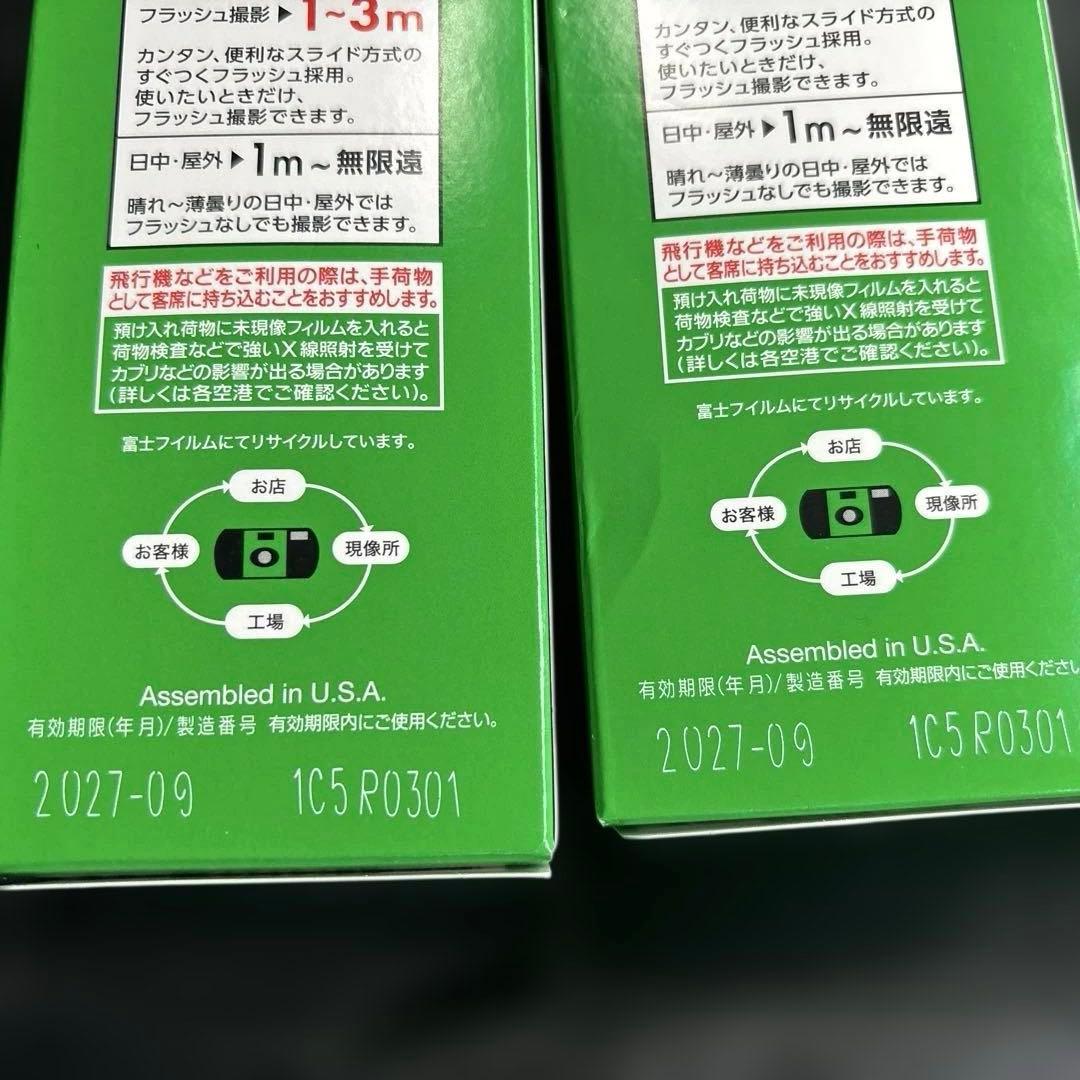 フラッシュ撮影▶1~3m
カンタン、便利なスライド方式の
すぐつくフラッシュ採用。
使いたいときだけ、
フラッシュ撮影できます。
日中・屋外▶1m~無限遠
晴れ~薄曇りの日中・屋外では
フラッシュなしでも撮影できます。
飛行機などをご利用の際は、手荷物
として客席に持ち込むことをおすすめします。
預け入れ荷物に未現像フィルムを入れると
荷物検査などで強いX線照射を受けて
カブリなどの影響が出る場合があります
(詳しくは各空港でご確認ください)。
富士フイルムにてリサイクルしています。
お店
お客様
現像所
工場
Assembled in U.S.A.
有効期限(年月)/製造番号 有効期限内にご使用ください。
2027-09 1C5R0301
カンタン、便利なスライド方式の
すぐつくフラッシュ採用。
使いたいときだけ、
フラッシュ撮影できます。
日中・屋外▶1m~無限遠
晴れ~薄曇りの日中・屋外では
フラッシュなしでも撮影できます。
飛行機などをご利用の際は、手荷物
として客席に持ち込むことをおすすめします。
預け入れ荷物に未現像フィルムを入れると
荷物検査などで強いX線照射を受けて
カブリなどの影響が出る場合があります
(詳しくは各空港でご確認ください)。
富士フイルムにてリサイクルしています。
お店
お客様
現像所
工場
Assembled in U.S.A.
有効期限(年月)/製造番号 有効期限内にご使用ください
2027-09 1C5R0301